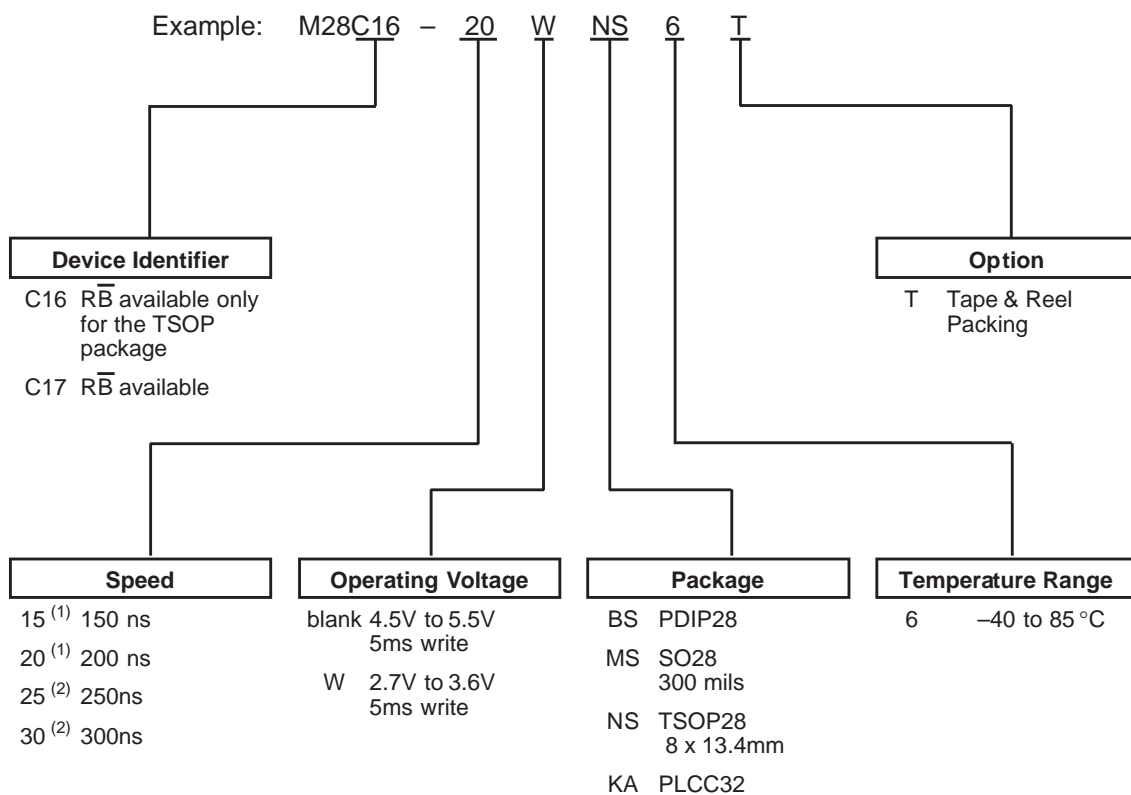 Example: M28C16 – 20 W NS 6 T
Device Identifier
C16 RB̅ available only
for the TSOP
package
C17 RB̅ available
Option
T Tape & Reel
Packing
Speed
15 (1) 150 ns
20 (1) 200 ns
25 (2) 250ns
30 (2) 300ns
Operating Voltage
blank 4.5V to 5.5V
5ms write
W 2.7V to 3.6V
5ms write
Package
BS PDIP28
MS SO28
300 mils
NS TSOP28
8 x 13.4mm
KA PLCC32
Temperature Range
6 –40 to 85 °C